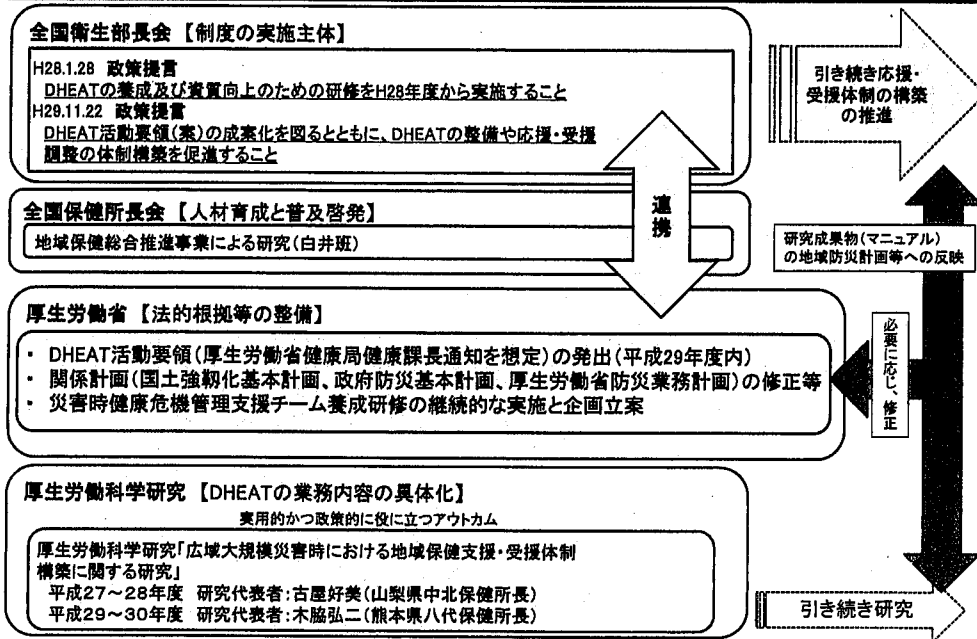 全国衛生部長会 【制度の実施主体】
H28.1.28 政策提言
DHEATの養成及び資質向上のための研修をH28年度から実施すること
H29.11.22 政策提言
DHEAT活動要領(案)の成案化を図るとともに、DHEATの整備や応援・受援
調整の体制構築を促進すること
引き続き応援・
受援体制の構築
の推進
全国保健所長会 【人材育成と普及啓発】
地域保健総合推進事業による研究(白井班)
連携
研究成果物(マニュアル)
の地域防災計画等への反映
厚生労働省 【法的根拠等の整備】
・ DHEAT活動要領(厚生労働省健康局健康課長通知を想定)の発出(平成29年度内)
・ 関係計画(国土強靱化基本計画、政府防災基本計画、厚生労働省防災業務計画)の修正等
・ 災害時健康危機管理支援チーム養成研修の継続的な実施と企画立案
必要に応じ、修正
厚生労働科学研究 【DHEATの業務内容の具体化】
実用的かつ政策的に役に立つアウトカム
厚生労働科学研究「広域大規模災害時における地域保健支援・受援体制
構築に関する研究」
平成27~28年度 研究代表者:古屋好美(山梨県中北保健所長)
平成29~30年度 研究代表者:木脇弘二(熊本県八代保健所長)
引き続き研究